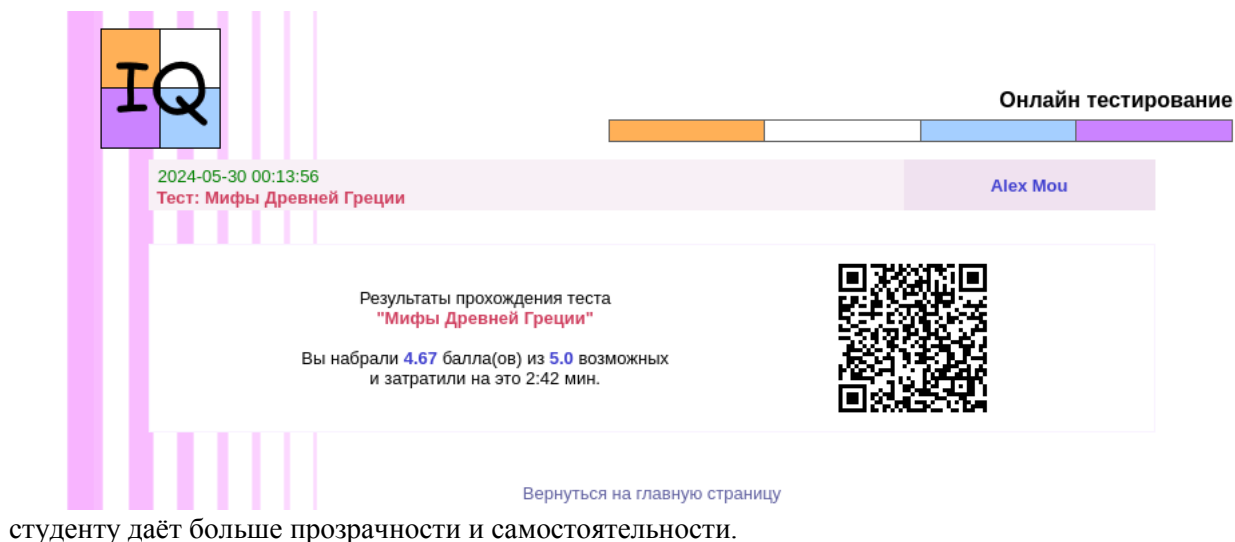 IQ
Онлайн тестирование
2024-05-30 00:13:56
Тест: Мифы Древней Греции
Alex Mou
Результаты прохождения теста
"Мифы Древней Греции"
Вы набрали 4.67 балла(ов) из 5.0 возможных
и затратили на это 2:42 мин.
Вернуться на главную страницу
студенту даёт больше прозрачности и самостоятельности.